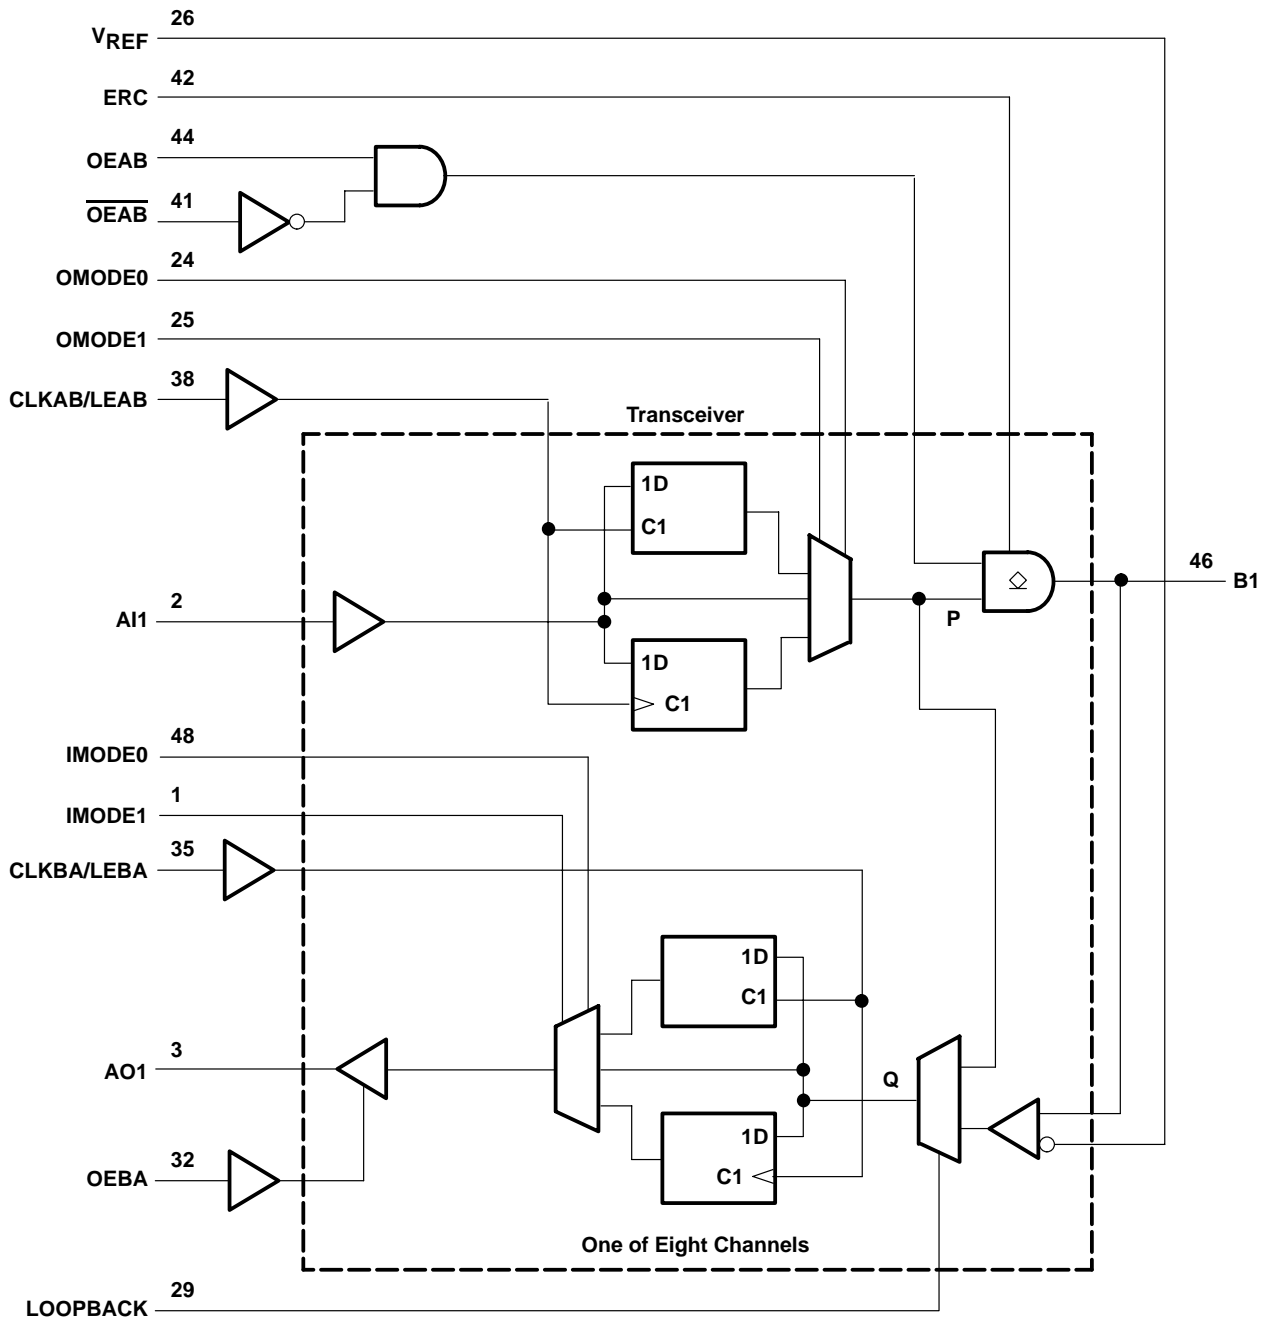 26
VREF
42
ERC
44
OEAB
41
OEAB
24
OMODE0
25
OMODE1
38
CLKAB/LEAB
Transceiver
1D
C1
46
B1
2
AI1
P
1D
C1
48
IMODE0
1
IMODE1
35
CLKBA/LEBA
1D
C1
3
AO1
Q
1D
C1
32
OEBA
One of Eight Channels
29
LOOPBACK